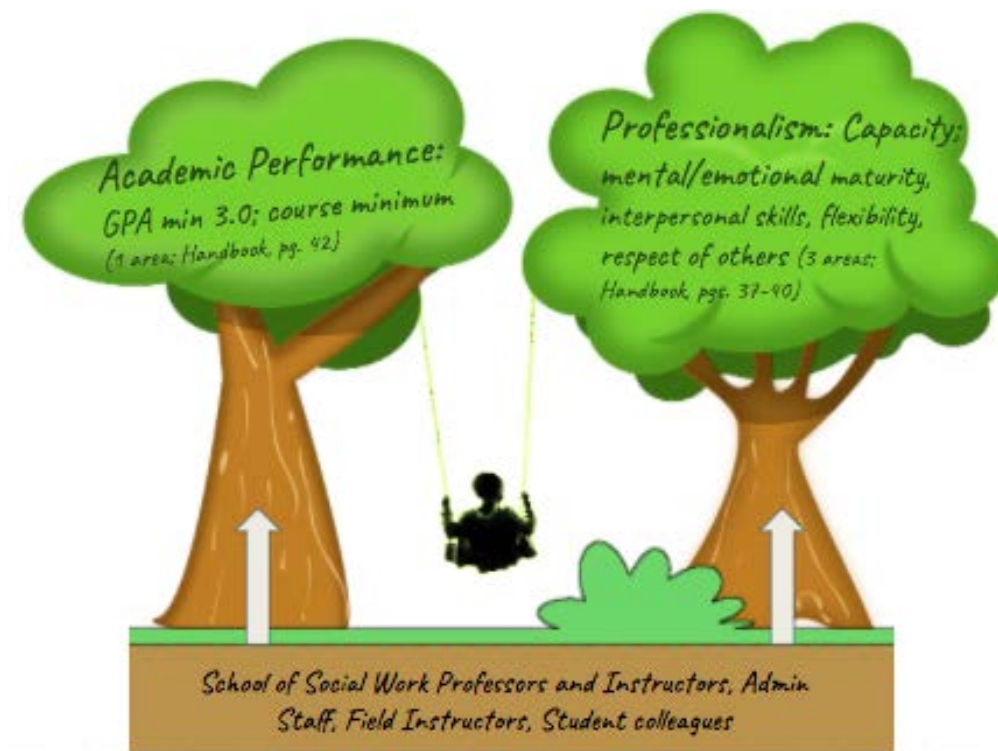 Academic Performance:
GPA min 3.0; course minimum
(1 area; Handbook, pg. 42)
Professionalism: Capacity;
mental/emotional maturity,
interpersonal skills, flexibility,
respect of others (3 areas;
Handbook, pgs. 37-40)
School of Social Work Professors and Instructors, Admin
Staff, Field Instructors, Student colleagues